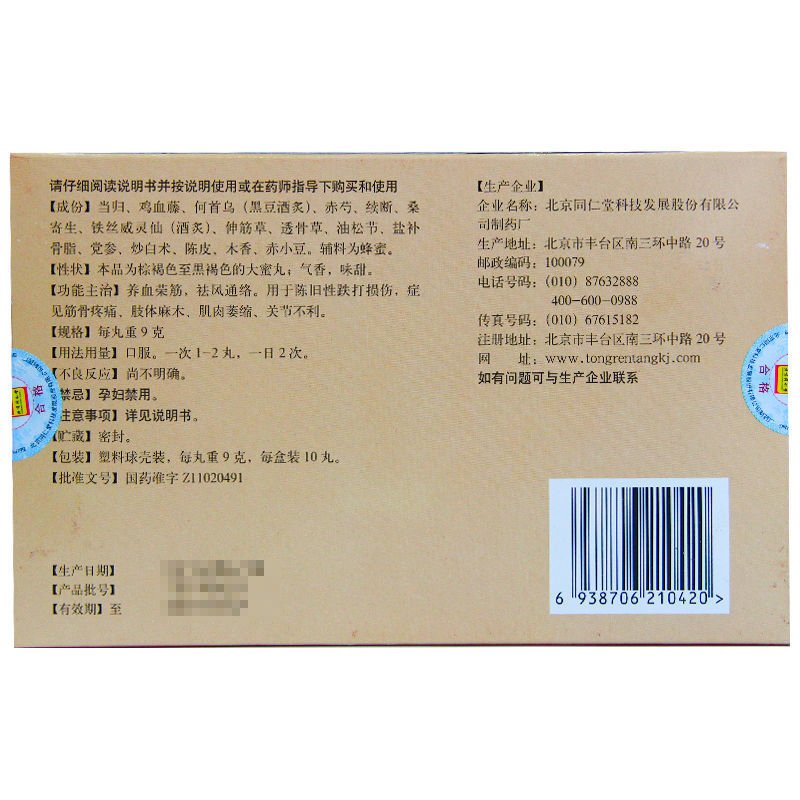 请仔细阅读说明书并按说明使用或在药师指导下购买和使用
【成份】当归、鸡血藤、何首乌（黑豆酒炙）、赤芍、续断、桑
寄生、铁丝威灵仙（酒炙）、伸筋草、透骨草、油松节、盐补
骨脂、党参、炒白术、陈皮、木香、赤小豆。辅料为蜂蜜。
【性状】本品为棕褐色至黑褐色的大蜜丸；气香，味甜。
【功能主治】养血荣筋，祛风通络。用于陈旧性跌打损伤，症
见筋骨疼痛、肢体麻木、肌肉萎缩、关节不利。
【规格】每丸重 9 克
【用法用量】口服。一次 1-2 丸，一日 2 次。
【不良反应】尚不明确。
禁忌】孕妇禁用。
注意事项】详见说明书。
【贮藏】密封。
【包装】塑料球壳装，每丸重 9 克，每盒装 10 丸。
【批准文号】国药准字 Z11020491
【生产日期】
【产品批号】
【有效期】至
【生产企业】
企业名称：北京同仁堂科技发展股份有限公
司制药厂
生产地址：北京市丰台区南三环中路 20 号
邮政编码：100079
电话号码：（010）87632888
400-600-0988
传真号码：（010）67615182
注册地址：北京市丰台区南三环中路 20 号
网 址：www.tongrentangkj.com
如有问题可与生产企业联系
6 938706 210420 >
合格
合格